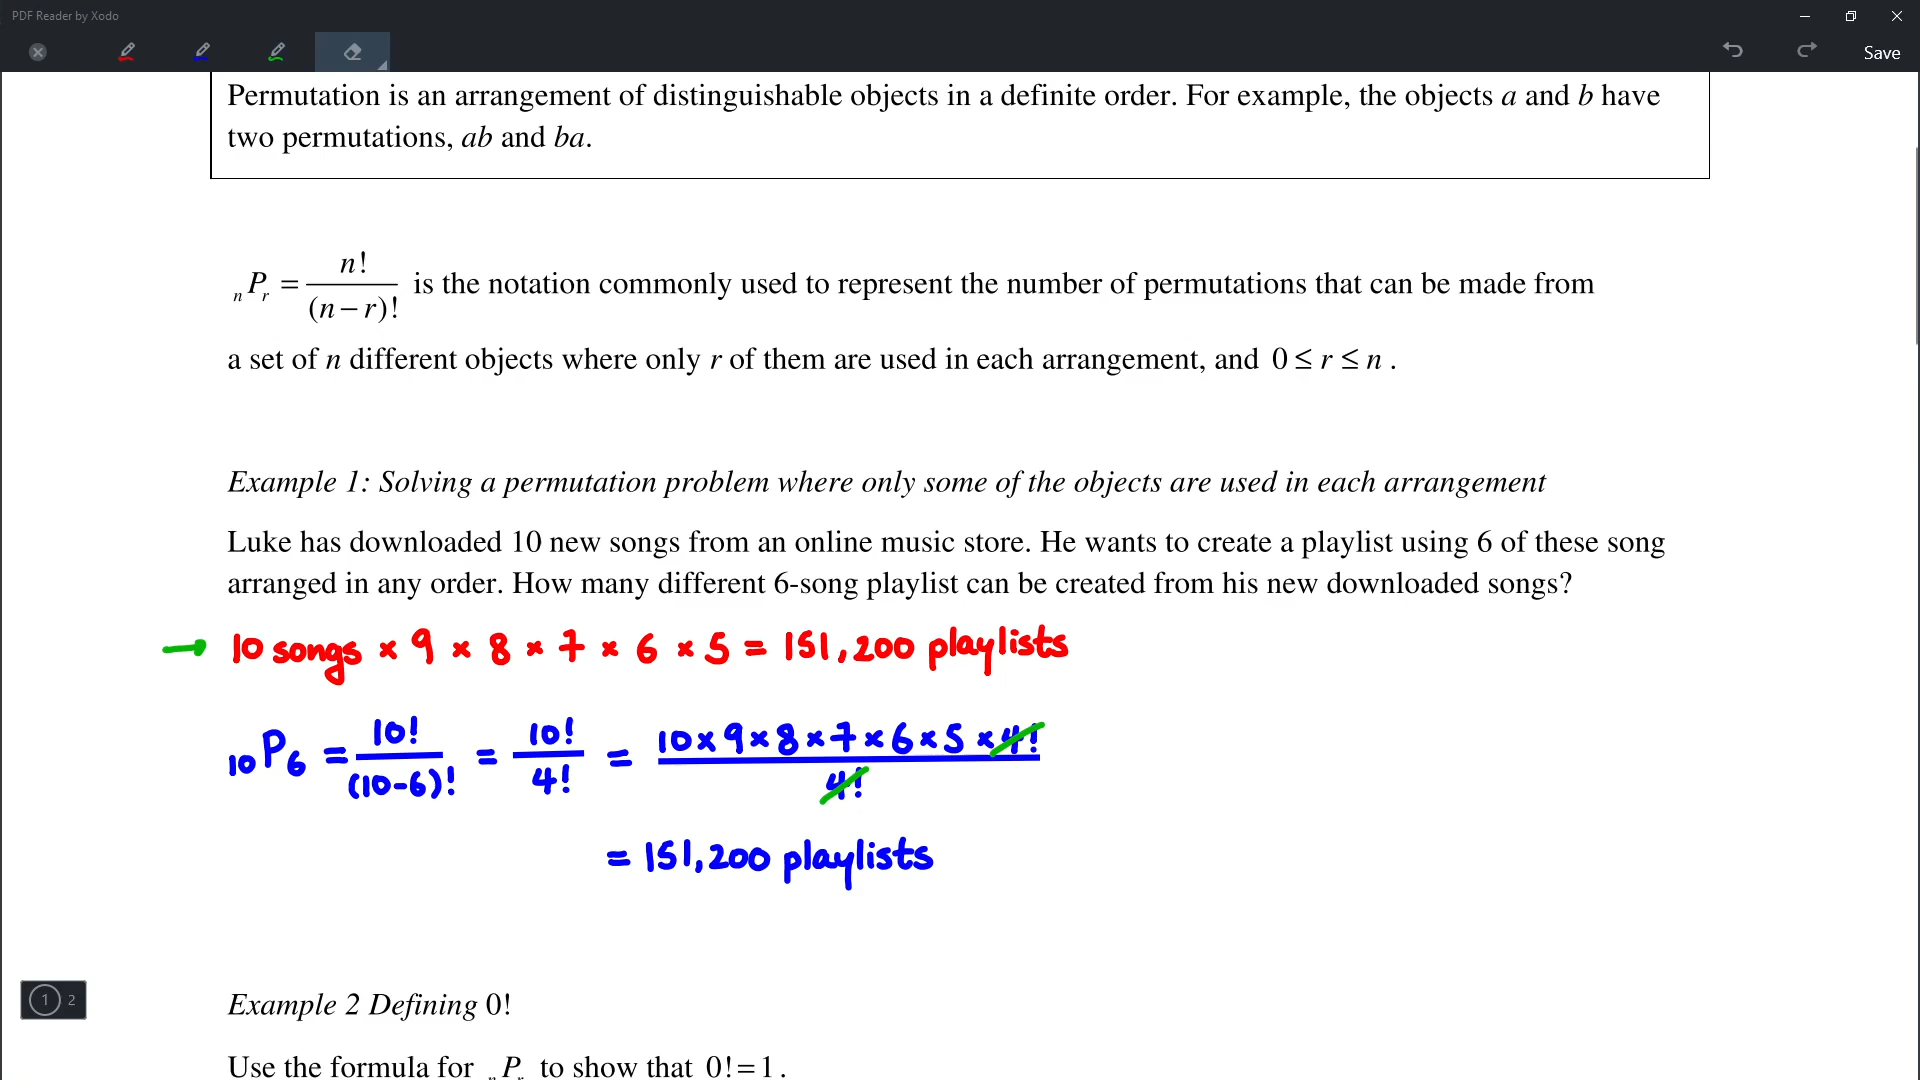 PDF Reader by Xodo
Save
Permutation is an arrangement of distinguishable objects in a definite order. For example, the objects a and b have
two permutations, ab and ba.
nPr = n! / (n − r)! is the notation commonly used to represent the number of permutations that can be made from
a set of n different objects where only r of them are used in each arrangement, and 0 ≤ r ≤ n .
Example 1: Solving a permutation problem where only some of the objects are used in each arrangement
Luke has downloaded 10 new songs from an online music store. He wants to create a playlist using 6 of these song
arranged in any order. How many different 6-song playlist can be created from his new downloaded songs?
→ 10 songs × 9 × 8 × 7 × 6 × 5 = 151,200 playlists
10P6 = 10! / (10-6)! = 10! / 4! = 10 × 9 × 8 × 7 × 6 × 5 × 4! / 4!
= 151,200 playlists
1 2
Example 2 Defining 0!
Use the formula for nPr to show that 0! = 1 .